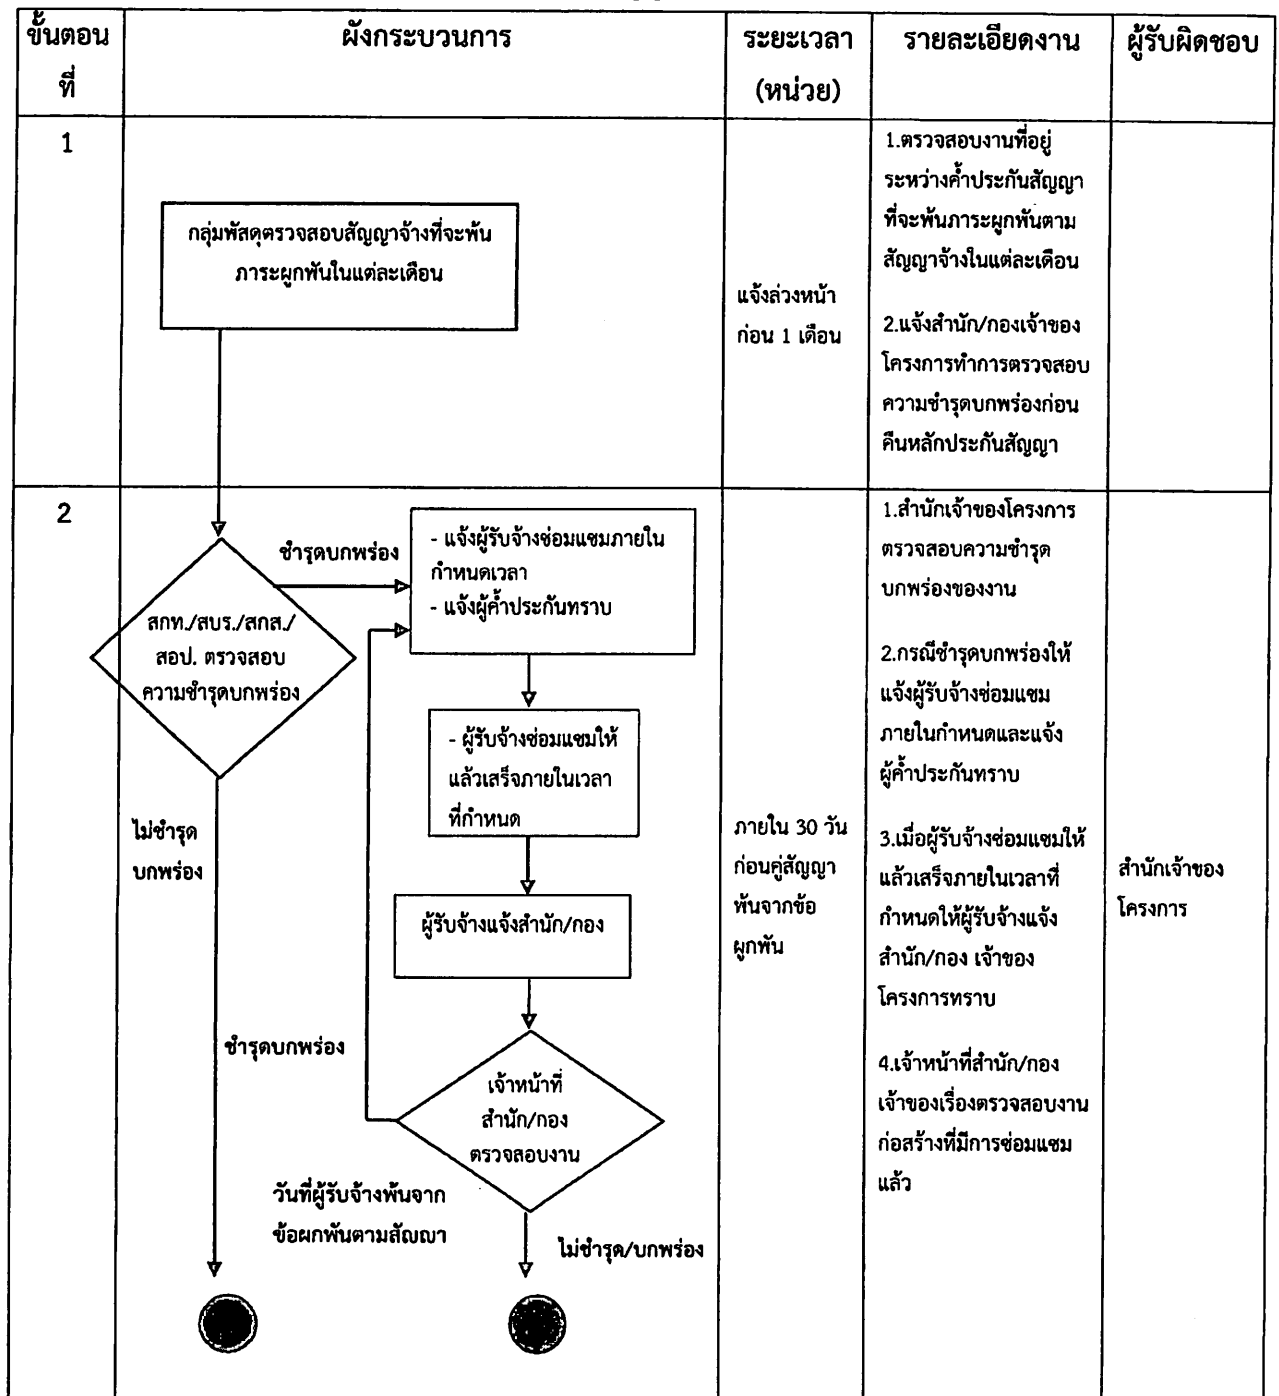 ขั้นตอน
ที่
ผังกระบวนการ
ระยะเวลา
(หน่วย)
รายละเอียดงาน
ผู้รับผิดชอบ
1
กลุ่มพัสดุตรวจสอบสัญญาจ้างที่จะพ้น
ภาระผูกพันในแต่ละเดือน
แจ้งล่วงหน้า
ก่อน 1 เดือน
1.ตรวจสอบงานที่อยู่
ระหว่างค้ำประกันสัญญา
ที่จะพ้นภาระผูกพันตาม
สัญญาจ้างในแต่ละเดือน
2.แจ้งสำนัก/กองเจ้าของ
โครงการทำการตรวจสอบ
ความชำรุดบกพร่องก่อน
คืนหลักประกันสัญญา
2
สกท./สบร./สกส./
สอป. ตรวจสอบ
ความชำรุดบกพร่อง
ชำรุดบกพร่อง
- แจ้งผู้รับจ้างซ่อมแซมภายใน
กำหนดเวลา
- แจ้งผู้ค้ำประกันทราบ
- ผู้รับจ้างซ่อมแซมให้
แล้วเสร็จภายในเวลา
ที่กำหนด
ไม่ชำรุด
บกพร่อง
ผู้รับจ้างแจ้งสำนัก/กอง
ชำรุดบกพร่อง
เจ้าหน้าที่
สำนัก/กอง
ตรวจสอบงาน
วันที่ผู้รับจ้างพ้นจาก
ข้อผกพันตามสัญญา
ไม่ชำรุด/บกพร่อง
ภายใน 30 วัน
ก่อนคู่สัญญา
พ้นจากข้อ
ผูกพัน
1.สำนักเจ้าของโครงการ
ตรวจสอบความชำรุด
บกพร่องของงาน
2.กรณีชำรุดบกพร่องให้
แจ้งผู้รับจ้างซ่อมแซม
ภายในกำหนดและแจ้ง
ผู้ค้ำประกันทราบ
3.เมื่อผู้รับจ้างซ่อมแซมให้
แล้วเสร็จภายในเวลาที่
กำหนดให้ผู้รับจ้างแจ้ง
สำนัก/กอง เจ้าของ
โครงการทราบ
4.เจ้าหน้าที่สำนัก/กอง
เจ้าของเรื่องตรวจสอบงาน
ก่อสร้างที่มีการซ่อมแซม
แล้ว
สำนักเจ้าของ
โครงการ